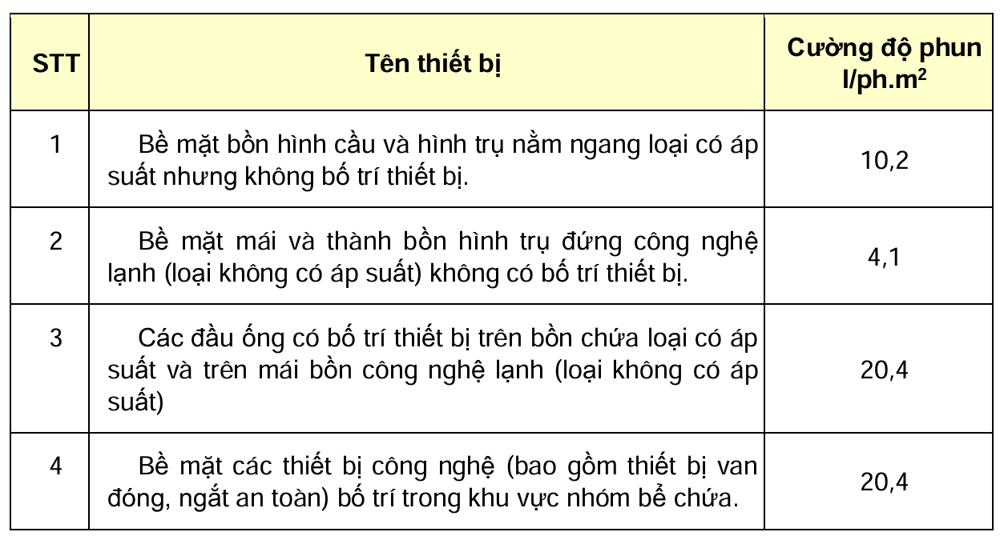 STT
Tên thiết bị
Cường độ phun
l/ph.m²
1
Bề mặt bồn hình cầu và hình trụ nằm ngang loại có áp
suất nhưng không bố trí thiết bị.
10,2
2
Bề mặt mái và thành bồn hình trụ đứng công nghệ
lạnh (loại không có áp suất) không có bố trí thiết bị.
4,1
3
Các đầu ống có bố trí thiết bị trên bồn chứa loại có áp
suất và trên mái bồn công nghệ lạnh (loại không có áp
suất)
20,4
4
Bề mặt các thiết bị công nghệ (bao gồm thiết bị van
đóng, ngắt an toàn) bố trí trong khu vực nhóm bể chứa.
20,4